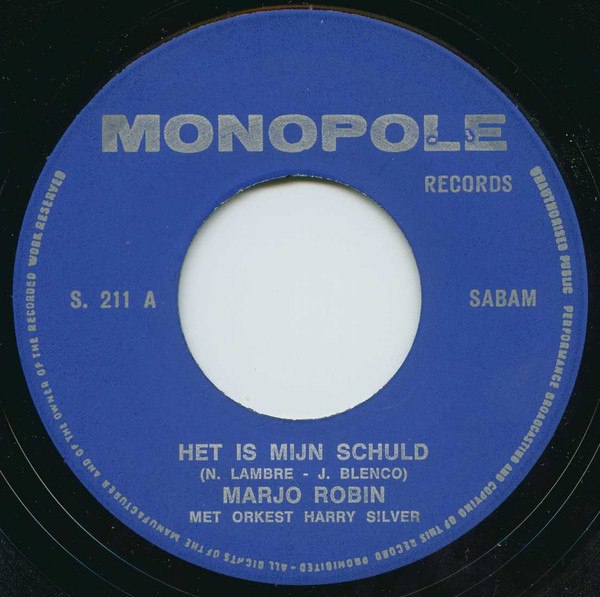 MONOPOLE
RECORDS
S. 211 A
SABAM
HET IS MIJN SCHULD
(N. LAMBRE - J. BLENCO)
MARJO ROBIN
MET ORKEST HARRY SILVER
ALL RIGHTS OF THE MANUFACTURER AND OF THE OWNER OF THE RECORDED WORK RESERVED
UNAUTHORISED PUBLIC PERFORMANCE BROADCASTING AND COPYING OF THIS RECORD PROHIBITED -